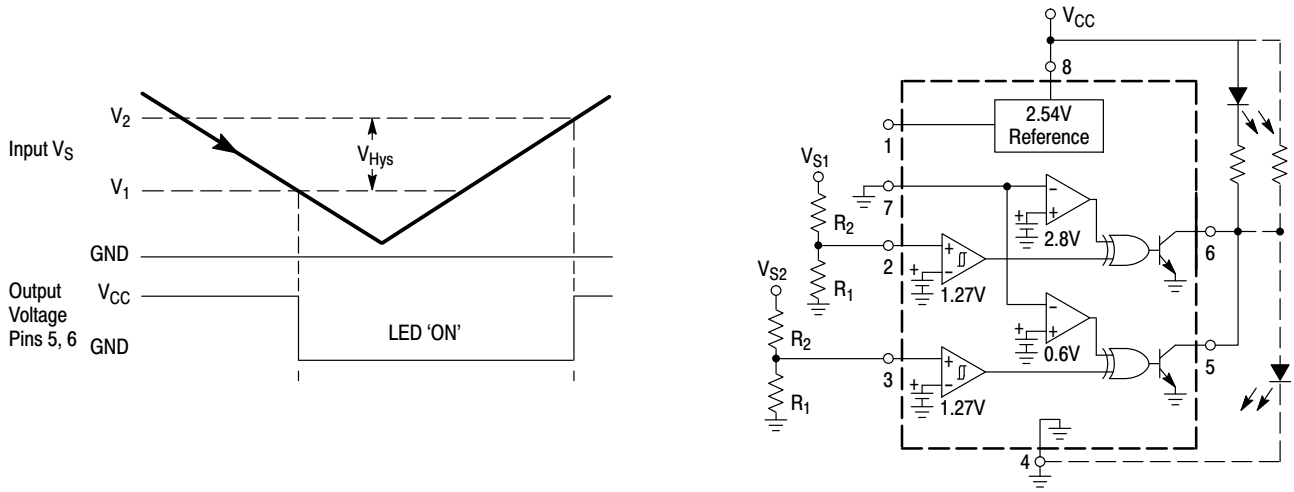 V2
Input VS
VHys
V1
GND
Output
Voltage
Pins 5, 6
VCC
GND
LED 'ON'
VCC
8
2.54V
Reference
1
VS1
7
R2
2.8V
6
2
R1
1.27V
VS2
R2
0.6V
5
3
R1
1.27V
4